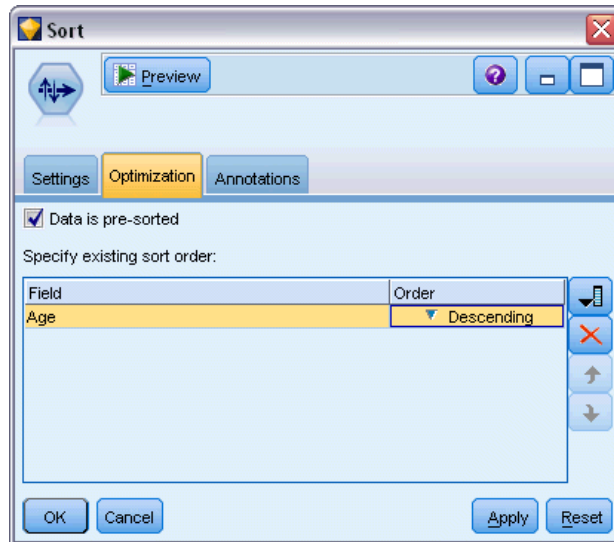 Sort
Preview
Settings Optimization Annotations
Data is pre-sorted
Specify existing sort order:
Field Order
Age Descending
OK Cancel Apply Reset